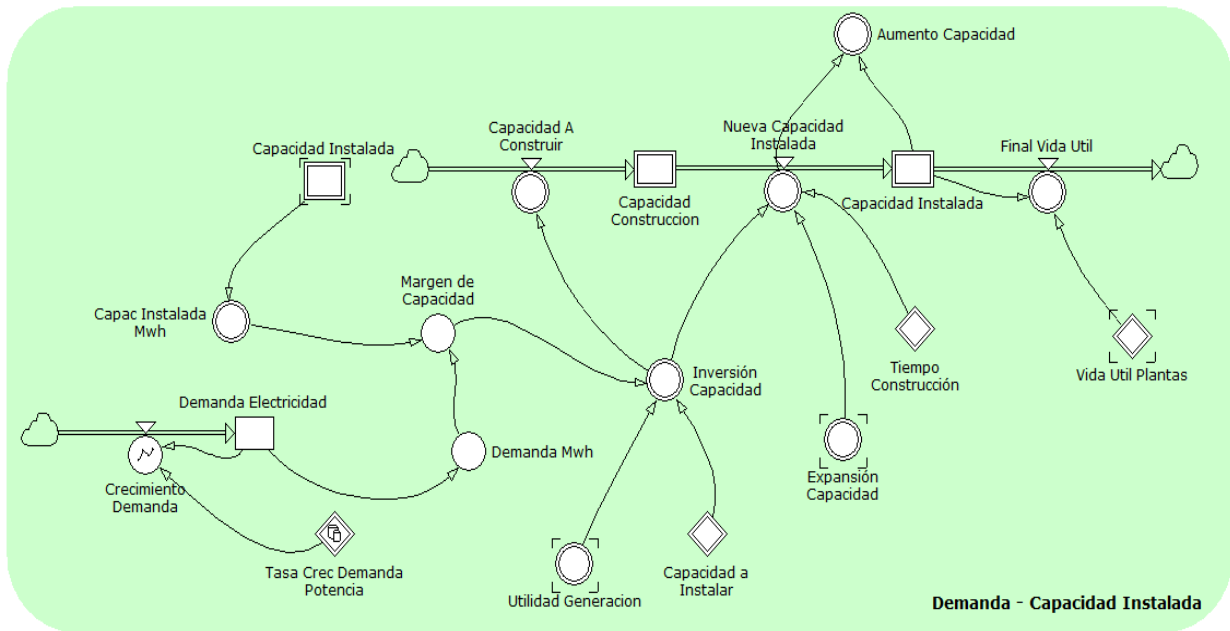 Aumento Capacidad
Capacidad A
Construir
Nueva Capacidad
Instalada
Final Vida Util
Capacidad Instalada
Capacidad
Construccion
Capacidad Instalada
Margen de
Capacidad
Capac Instalada
Mwh
Inversión
Capacidad
Tiempo
Construcción
Vida Util Plantas
Demanda Electricidad
Demanda Mwh
Crecimiento
Demanda
Expansión
Capacidad
Tasa Crec Demanda
Potencia
Utilidad Generacion
Capacidad a
Instalar
Demanda - Capacidad Instalada